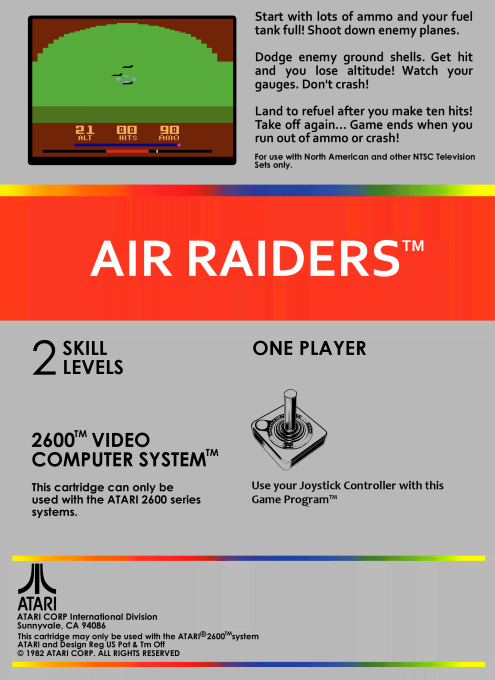 Start with lots of ammo and your fuel
tank full! Shoot down enemy planes.
Dodge enemy ground shells. Get hit
and you lose altitude! Watch your
gauges. Don't crash!
Land to refuel after you make ten hits!
Take off again... Game ends when you
run out of ammo or crash!
For use with North American and other NTSC Television
Sets only.
21 00 90
ALT HITS AMO
AIR RAIDERS™
2 SKILL
LEVELS
ONE PLAYER
2600™ VIDEO
COMPUTER SYSTEM™
This cartridge can only be
used with the ATARI 2600 series
systems.
Use your Joystick Controller with this
Game Program™
ATARI
ATARI CORP International Division
Sunnyvale, CA 94086
This cartridge may only be used with the ATARI®2600™system
ATARI and Design Reg US Pat & Tm Off
© 1982 ATARI CORP. ALL RIGHTS RESERVED